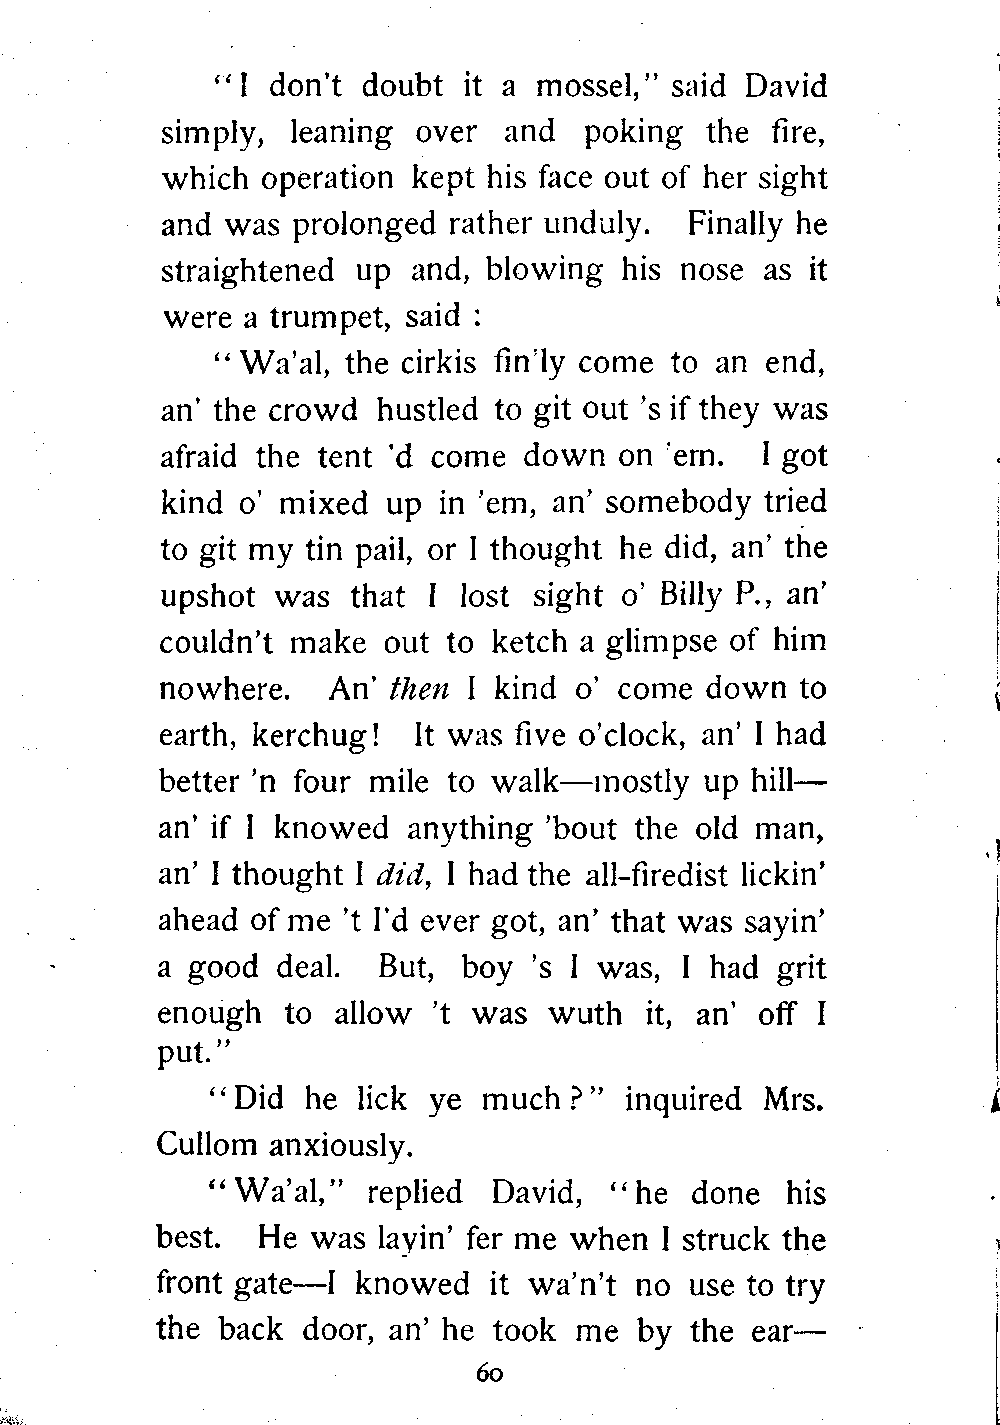 “I don't doubt it a mossel,” said David
simply, leaning over and poking the fire,
which operation kept his face out of her sight
and was prolonged rather unduly. Finally he
straightened up and, blowing his nose as it
were a trumpet, said :
“Wa'al, the cirkis fin'ly come to an end,
an' the crowd hustled to git out 's if they was
afraid the tent 'd come down on 'em. I got
kind o' mixed up in 'em, an' somebody tried
to git my tin pail, or I thought he did, an' the
upshot was that I lost sight o' Billy P., an'
couldn't make out to ketch a glimpse of him
nowhere. An' then I kind o' come down to
earth, kerchug! It was five o'clock, an' I had
better 'n four mile to walk—mostly up hill—
an' if I knowed anything 'bout the old man,
an' I thought I did, I had the all-firedist lickin'
ahead of me 't I'd ever got, an' that was sayin'
a good deal. But, boy 's I was, I had grit
enough to allow 't was wuth it, an' off I
put.”
“Did he lick ye much?” inquired Mrs.
Cullom anxiously.
“Wa'al,” replied David, “he done his
best. He was layin' fer me when I struck the
front gate—I knowed it wa'n't no use to try
the back door, an' he took me by the ear—
60